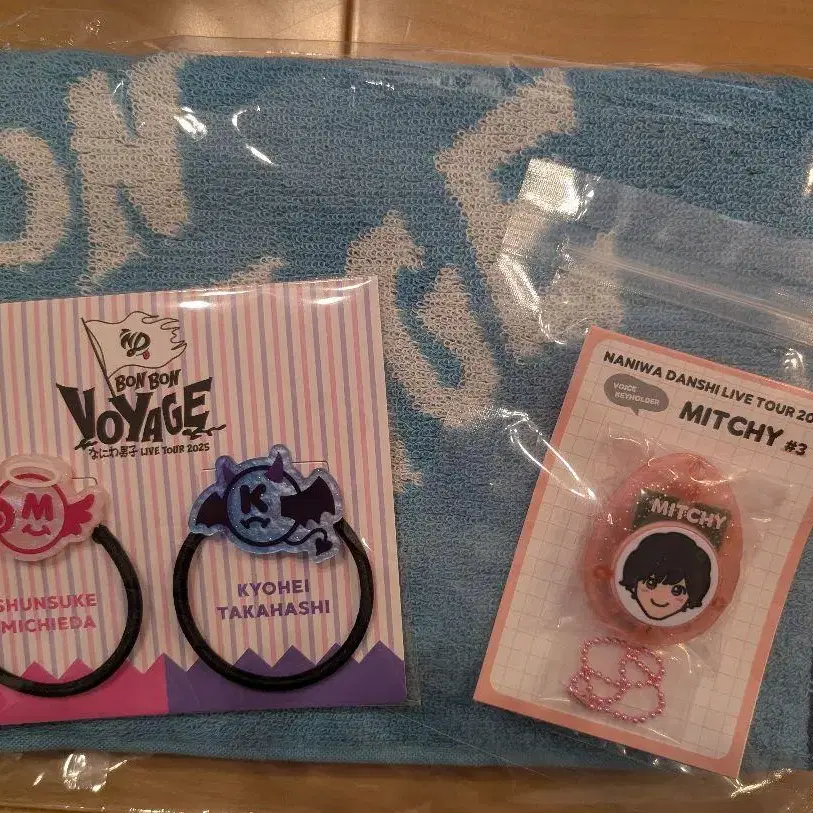 ON
BON BON
VOYAGE
なにわ男子 LIVE TOUR 2025
M
K
SHUNSUKE
MICHIEDA
KYOHEI
TAKAHASHI
NANIWA DANSHI LIVE TOUR 20
VOICE
KEYHOLDER
MITCHY #3
MITCHY